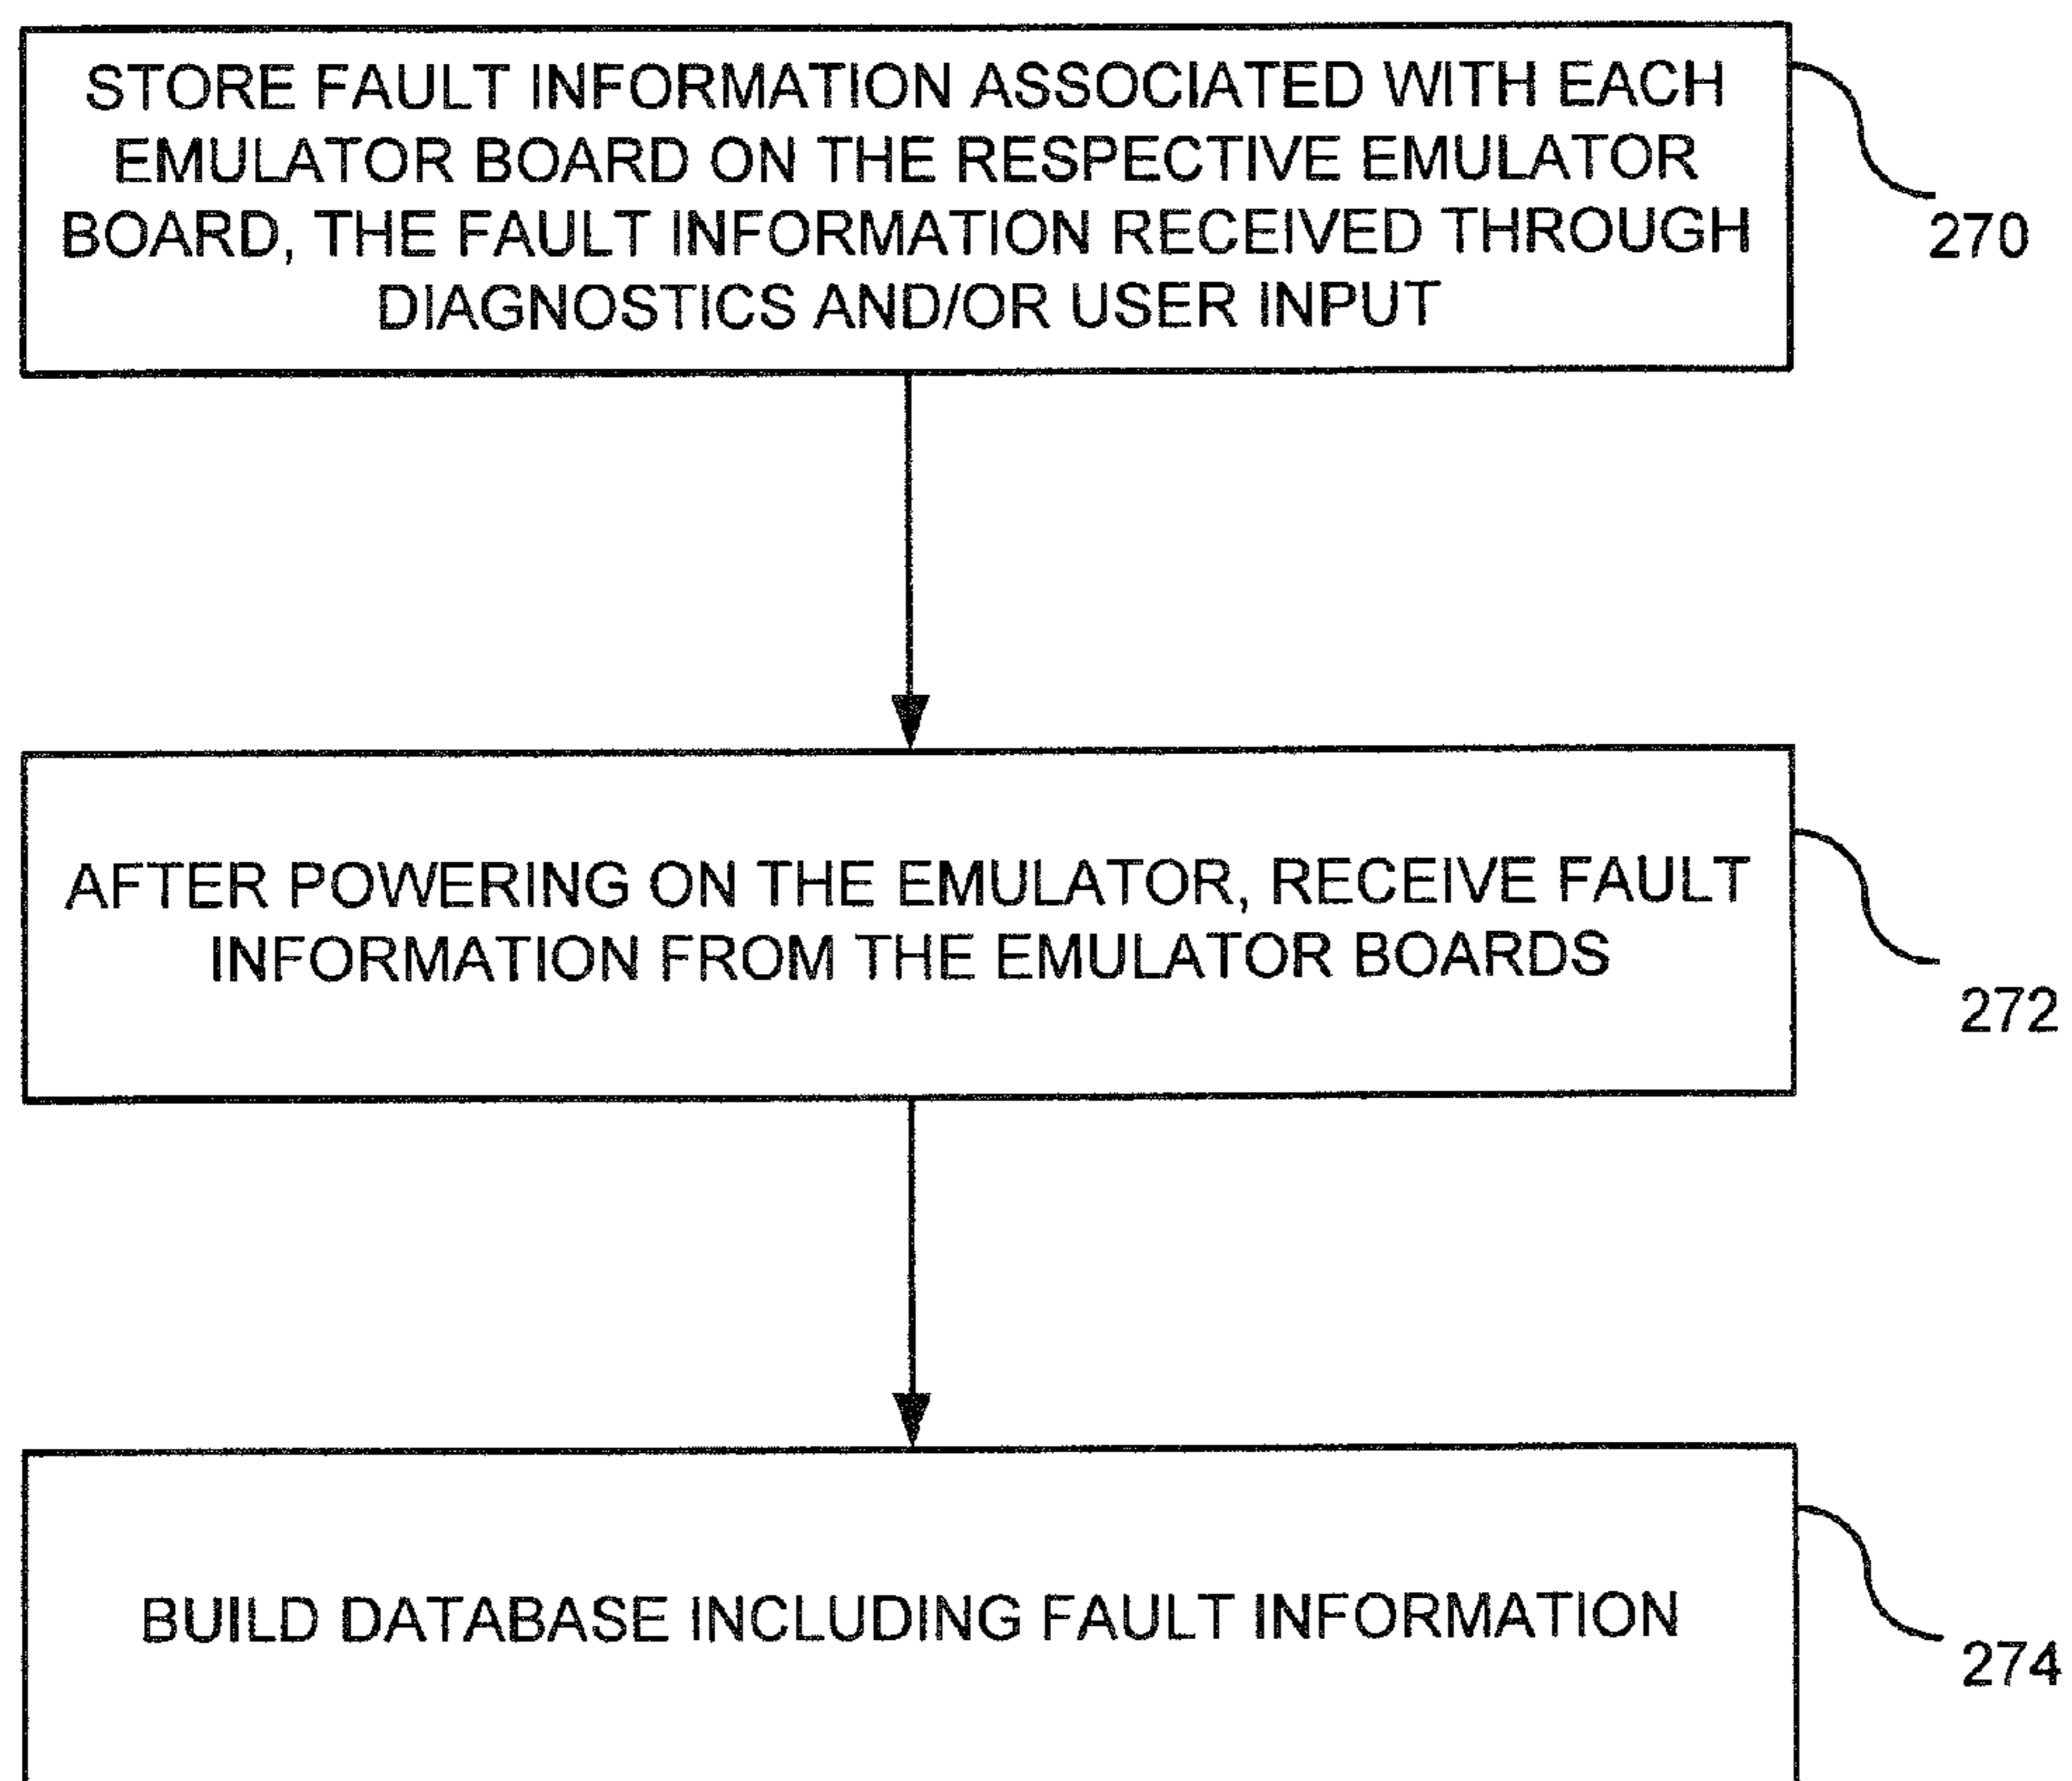 STORE FAULT INFORMATION ASSOCIATED WITH EACH
EMULATOR BOARD ON THE RESPECTIVE EMULATOR
BOARD, THE FAULT INFORMATION RECEIVED THROUGH
DIAGNOSTICS AND/OR USER INPUT
270
AFTER POWERING ON THE EMULATOR, RECEIVE FAULT
INFORMATION FROM THE EMULATOR BOARDS
272
BUILD DATABASE INCLUDING FAULT INFORMATION
274